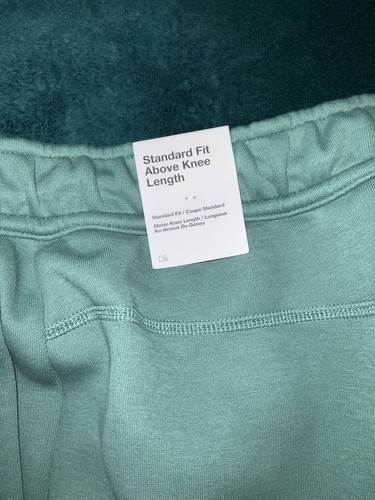 Standard Fit
Above Knee
Length
Standard Fit / Coupe Standard
Above Knee Length / Longueur
Au-dessus Du Genou